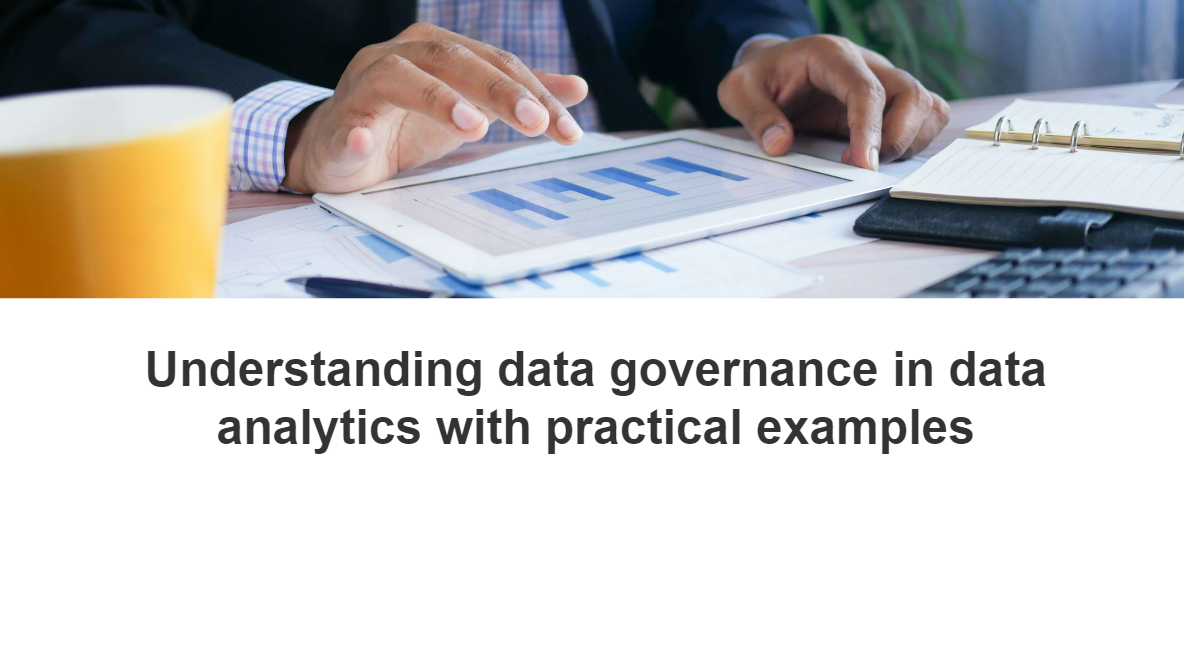 Understanding data governance in data
analytics with practical examples